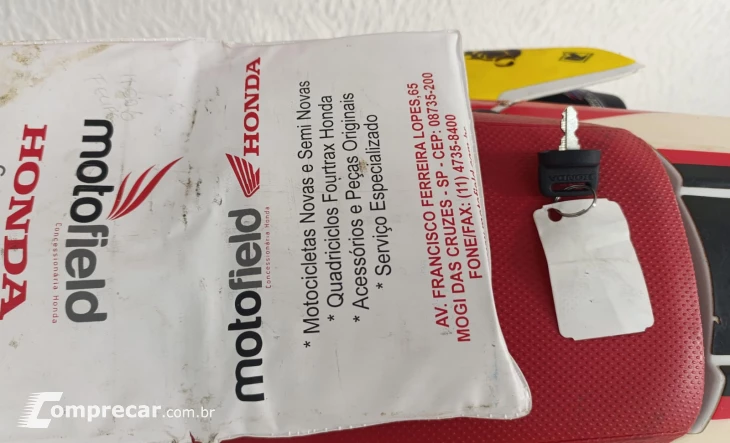 HONDA
motofield
Concessionária Honda
motofield
Concessionária Honda
HONDA
* Motocicletas Novas e Semi Novas
* Quadriciclos Fourtrax Honda
* Acessórios e Peças Originais
* Serviço Especializado
AV. FRANCISCO FERREIRA LOPES,65
MOGI DAS CRUZES - SP - CEP: 08735-200
FONE/FAX: (11) 4735-8400
HONDA
Comprecar.com.br